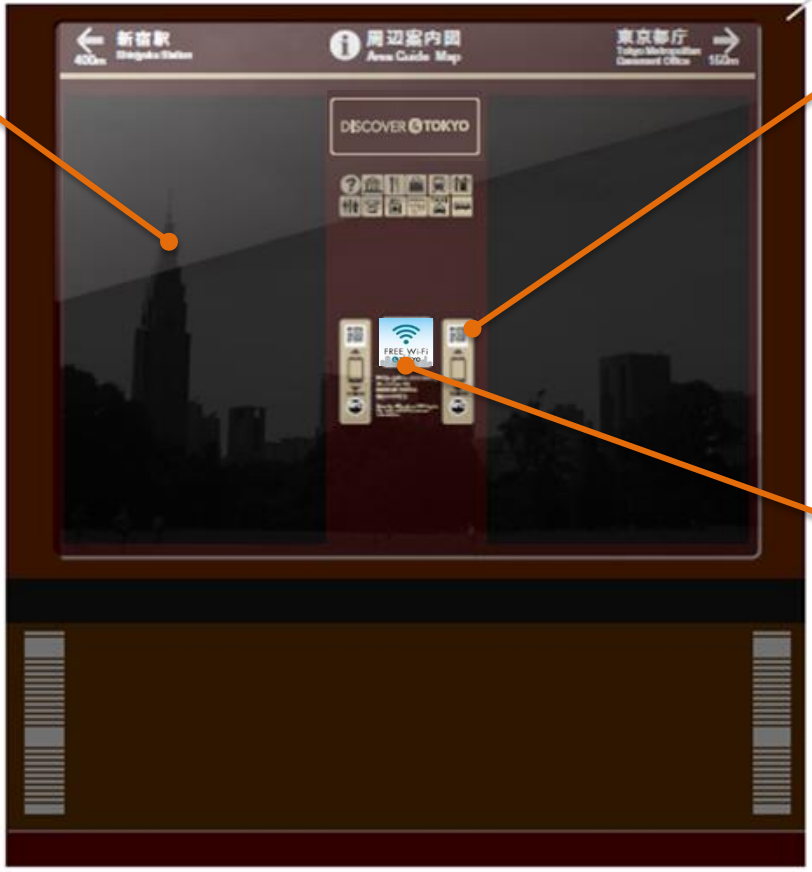 新宿駅
Shinjuku Station
400m
周辺案内図
Area Guide Map
東京都庁
Tokyo Metropolitan
Government Office
150m
DISCOVER TOKYO
FREE Wi-Fi